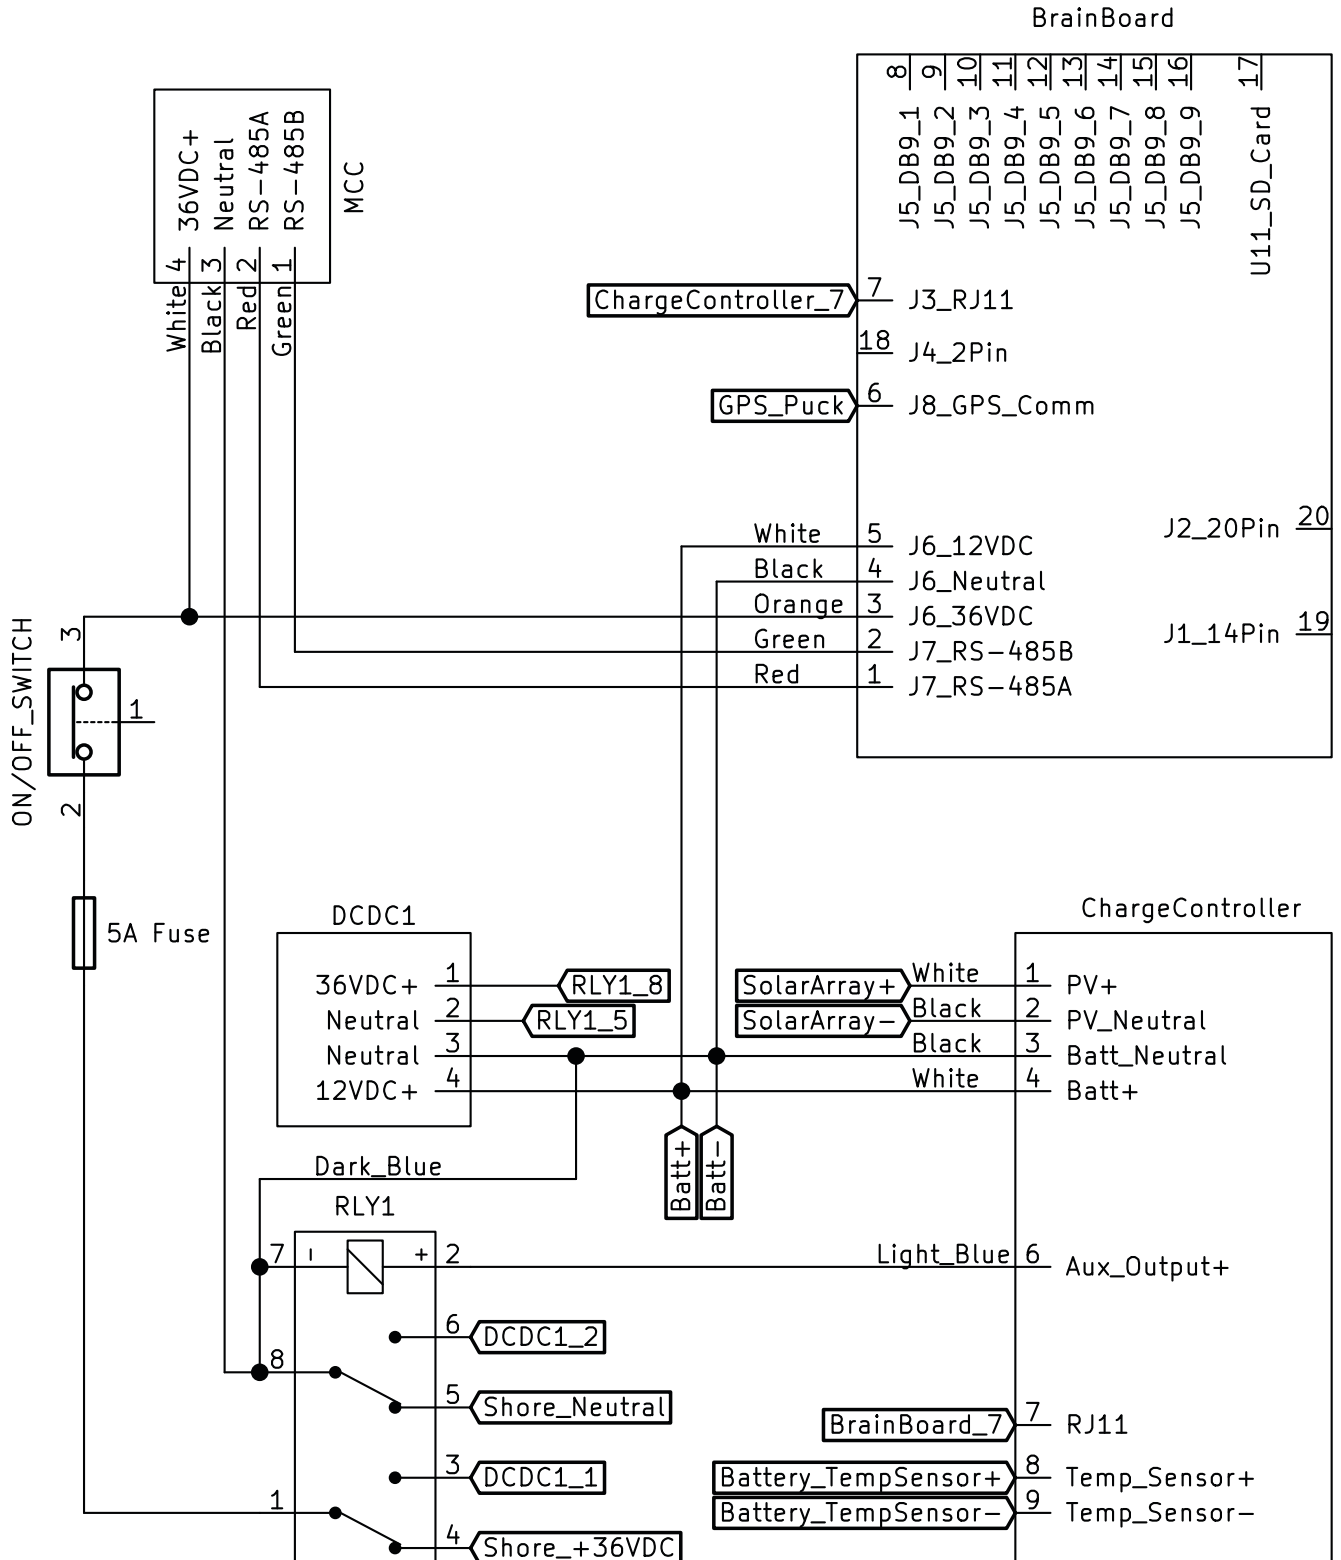 BrainBoard
8
9
10
11
12
13
14
15
16
17
J5_DB9_1
J5_DB9_2
J5_DB9_3
J5_DB9_4
J5_DB9_5
J5_DB9_6
J5_DB9_7
J5_DB9_8
J5_DB9_9
U11_SD_Card
36VDC+
Neutral
RS-485A
RS-485B
MCC
4
3
2
1
White
Black
Red
Green
ChargeController_7
7
J3_RJ11
18
J4_2Pin
GPS_Puck
6
J8_GPS_Comm
White
5
J6_12VDC
Black
4
J6_Neutral
Orange
3
J6_36VDC
Green
2
J7_RS-485B
Red
1
J7_RS-485A
J2_20Pin
20
J1_14Pin
19
ON/OFF_SWITCH
3
1
2
5A Fuse
DCDC1
36VDC+
1
RLY1_8
Neutral
2
RLY1_5
Neutral
3
12VDC+
4
ChargeController
SolarArray+
White
1
PV+
SolarArray-
Black
2
PV_Neutral
Black
3
Batt_Neutral
White
4
Batt+
Batt+
Batt-
Dark_Blue
RLY1
7
-
+
2
Light_Blue
6
Aux_Output+
6
DCDC1_2
8
5
Shore_Neutral
3
DCDC1_1
1
4
Shore_+36VDC
BrainBoard_7
7
RJ11
Battery_TempSensor+
8
Temp_Sensor+
Battery_TempSensor-
9
Temp_Sensor-